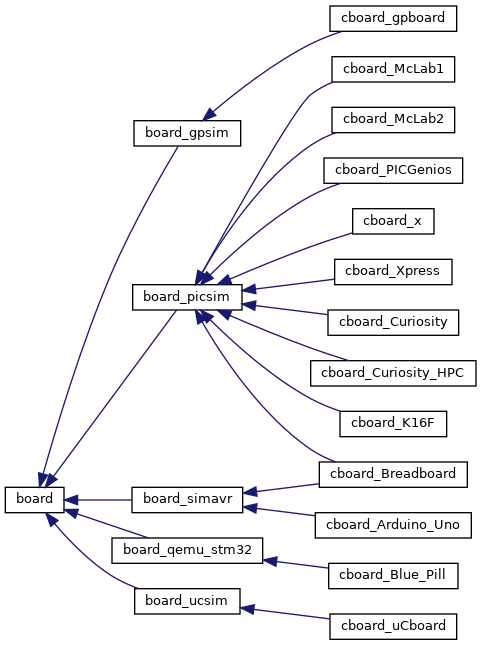 cboard_gpboard
cboard_McLab1
cboard_McLab2
board_gpsim
cboard_PICGenios
cboard_x
cboard_Xpress
board_picsim
cboard_Curiosity
cboard_Curiosity_HPC
cboard_K16F
cboard_Breadboard
board
board_simavr
cboard_Arduino_Uno
board_qemu_stm32
cboard_Blue_Pill
board_ucsim
cboard_uCboard